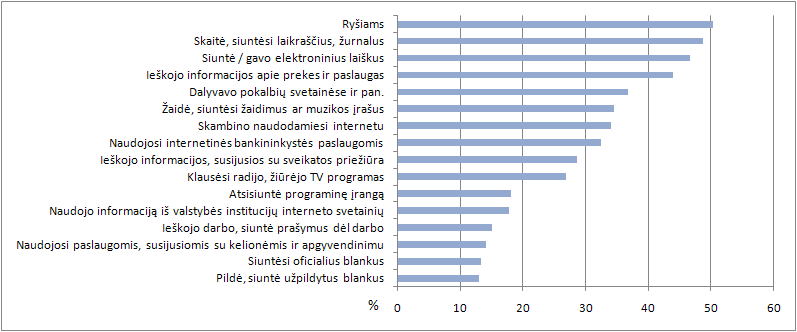 Ryšiams
Skaitė, siuntėsi laikraščius, žurnalus
Siuntė / gavo elektroninius laiškus
Ieškojo informacijos apie prekes ir paslaugas
Dalyvavo pokalbių svetainėse ir pan.
Žaidė, siuntėsi žaidimus ar muzikos įrašus
Skambino naudodamiesi internetu
Naudojosi internetinės bankininkystės paslaugomis
Ieškojo informacijos, susijusios su sveikatos priežiūra
Klausėsi radijo, žiūrėjo TV programas
Atsisiuntė programinę įrangą
Naudojo informaciją iš valstybės institucijų interneto svetainių
Ieškojo darbo, siuntė prašymus dėl darbo
Naudojosi paslaugomis, susijusiomis su kelionėmis ir apgyvendinimu
Siuntėsi oficialius blankus
Pildė, siuntė užpildytus blankus
% 0 10 20 30 40 50 60